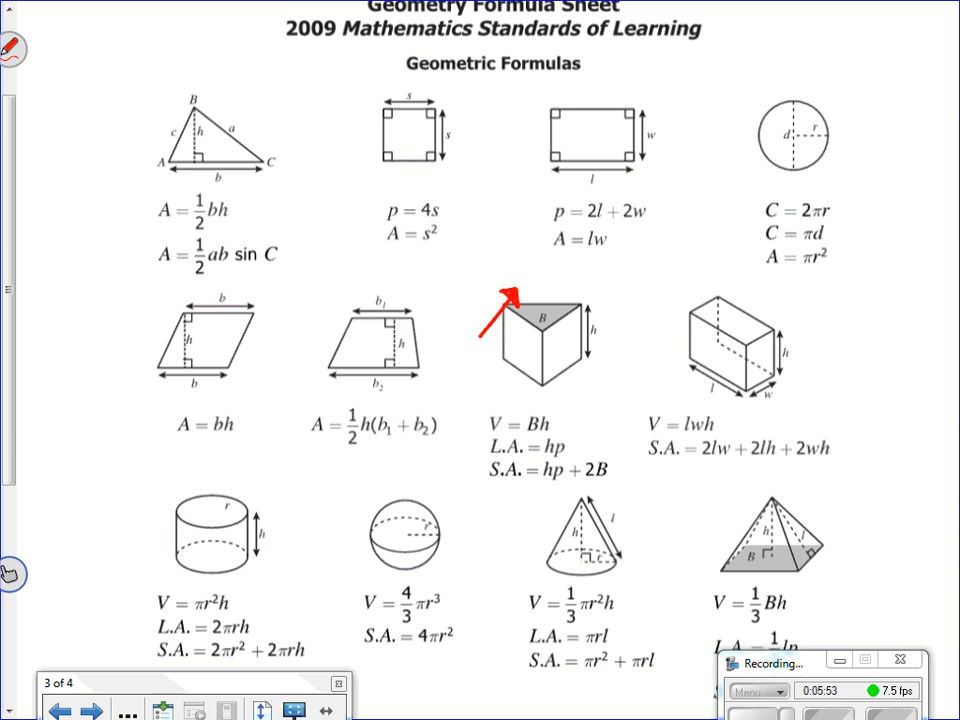 Geometry Formula Sheet
2009 Mathematics Standards of Learning
Geometric Formulas
B
c h a
A C
b
s
s
w
l
d r
A = 1/2 bh
A = 1/2 ab sin C
p = 4s
A = s²
p = 2l + 2w
A = lw
C = 2πr
C = πd
A = πr²
b
h
b
b₁
h
b₂
B
h
h
l
w
A = bh
A = 1/2 h(b₁ + b₂)
V = Bh
L.A. = hp
S.A. = hp + 2B
V = lwh
S.A. = 2lw + 2lh + 2wh
r
h
r
l
h
r
h
l
B
V = πr²h
L.A. = 2πrh
S.A. = 2πr² + 2πrh
V = 4/3 πr³
S.A. = 4πr²
V = 1/3 πr²h
L.A. = πrl
S.A. = πr² + πrl
V = 1/3 Bh
L.A. = 1/2 lp
3 of 4
Recording...
Menu
0:05:53
7.5 fps